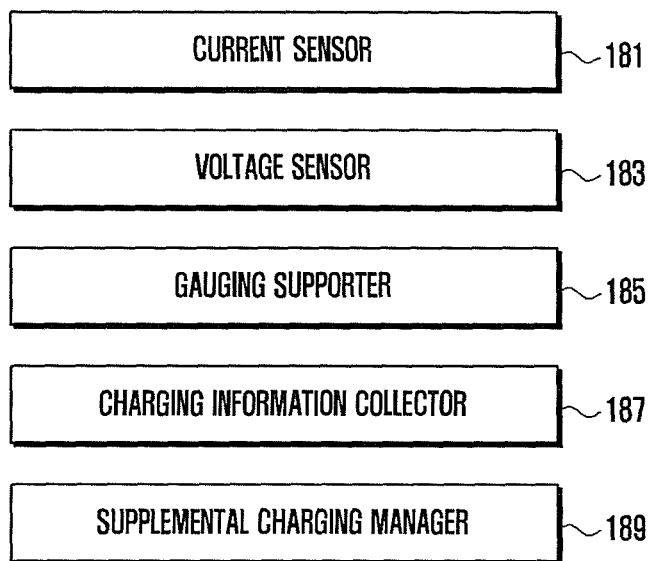 CURRENT SENSOR 181
VOLTAGE SENSOR 183
GAUGING SUPPORTER 185
CHARGING INFORMATION COLLECTOR 187
SUPPLEMENTAL CHARGING MANAGER 189